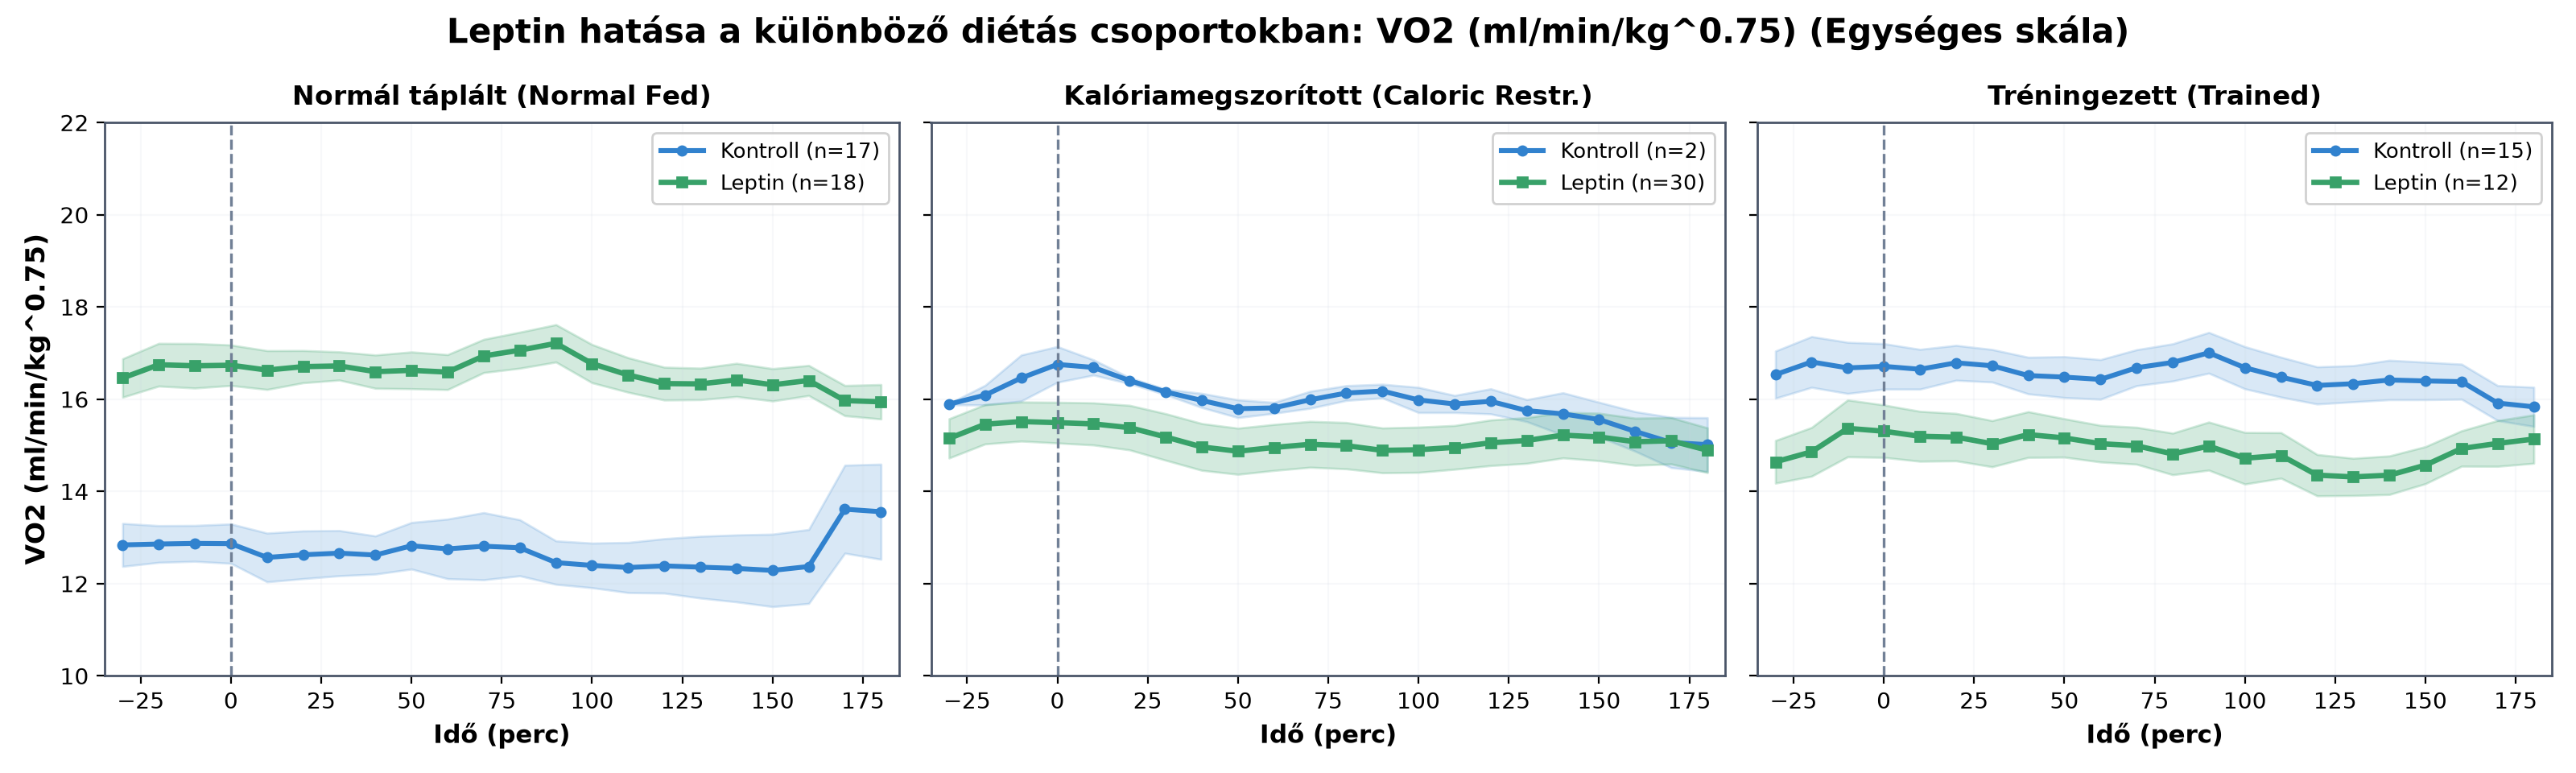 Leptin hatása a különböző diétás csoportokban: VO2 (ml/min/kg^0.75) (Egységes skála)
Normál táplált (Normal Fed)
Kalóriamegszorított (Caloric Restr.)
Tréningezett (Trained)
VO2 (ml/min/kg^0.75)
22
20
18
16
14
12
10
Kontroll (n=17)
Leptin (n=18)
Kontroll (n=2)
Leptin (n=30)
Kontroll (n=15)
Leptin (n=12)
−25 0 25 50 75 100 125 150 175
−25 0 25 50 75 100 125 150 175
−25 0 25 50 75 100 125 150 175
Idő (perc)
Idő (perc)
Idő (perc)